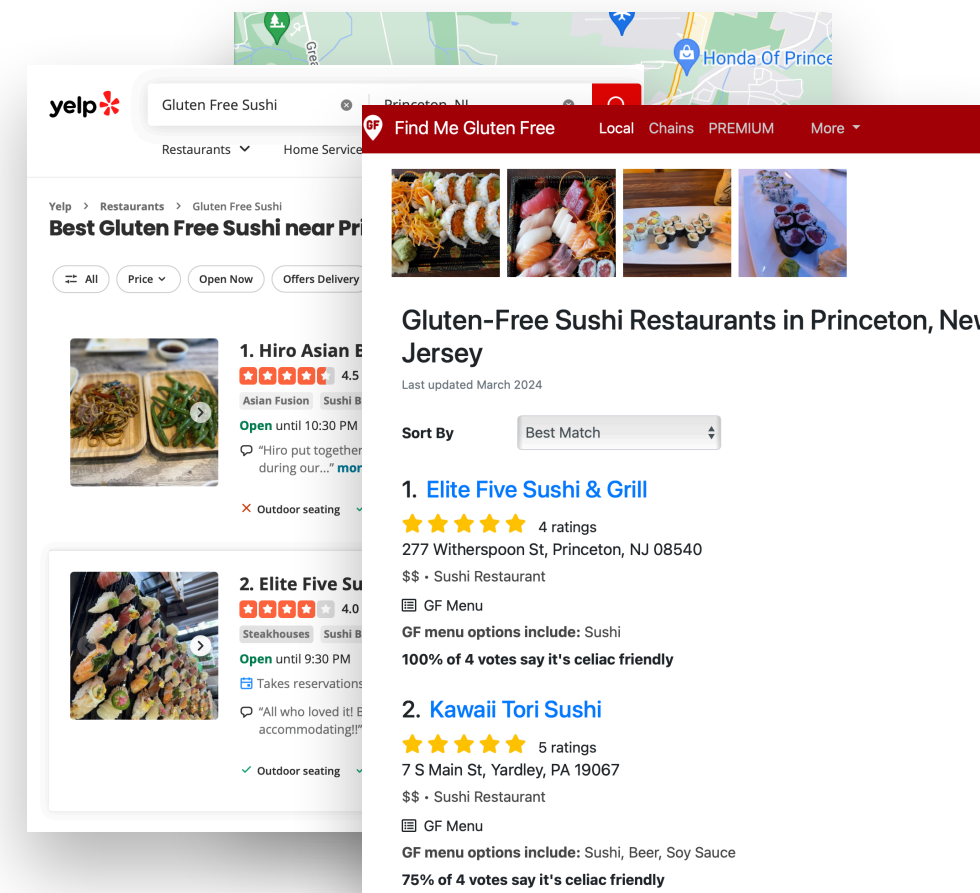 Grea
Honda Of Prince
yelp
Gluten Free Sushi
Princeton, NJ
Restaurants
Home Service
Yelp > Restaurants > Gluten Free Sushi
Best Gluten Free Sushi near Pri
All
Price
Open Now
Offers Delivery
1. Hiro Asian
4.5
Asian Fusion
Sushi B
Open until 10:30 PM
“Hiro put together
during our...” mor
Outdoor seating
2. Elite Five Su
4.0
Steakhouses
Sushi B
Open until 9:30 PM
Takes reservations
“All who loved it!
accommodating!!”
Outdoor seating
GF
Find Me Gluten Free
Local
Chains
PREMIUM
More
Gluten-Free Sushi Restaurants in Princeton, New
Jersey
Last updated March 2024
Sort By
Best Match
1. Elite Five Sushi & Grill
4 ratings
277 Witherspoon St, Princeton, NJ 08540
$$ • Sushi Restaurant
GF Menu
GF menu options include: Sushi
100% of 4 votes say it's celiac friendly
2. Kawaii Tori Sushi
5 ratings
7 S Main St, Yardley, PA 19067
$$ • Sushi Restaurant
GF Menu
GF menu options include: Sushi, Beer, Soy Sauce
75% of 4 votes say it's celiac friendly